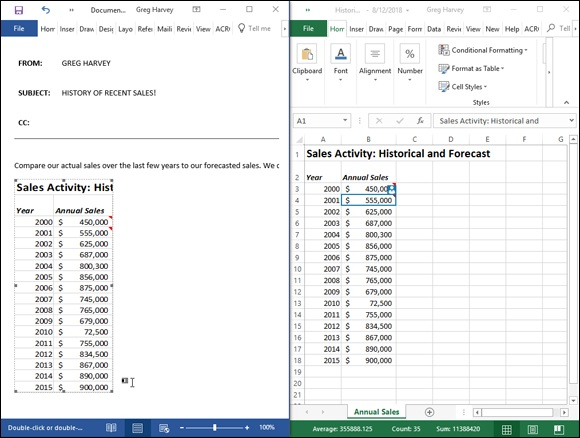 Documen... Greg Harvey
File Horr Inser Draw Desig Layo Refer Maili Revi View ACR Tell me
FROM: GREG HARVEY
SUBJECT: HISTORY OF RECENT SALES!
CC:
Compare our actual sales over the last few years to our forecasted sales. We c
Sales Activity: Hist
Year Annual Sales
2000 $ 450,000
2001 $ 555,000
2002 $ 625,000
2003 $ 687,000
2004 $ 800,300
2005 $ 856,000
2006 $ 875,000
2007 $ 745,000
2008 $ 765,000
2009 $ 679,000
2010 $ 72,500
2011 $ 755,000
2012 $ 834,500
2013 $ 867,000
2014 $ 890,000
2015 $ 900,000
Double-click or double-... 100%
Histori... - 8/12/2018 - Greg Harvey
File Horr Inser Draw Page Form Data Revi View New Help ACR Tell
Clipboard
Font
Alignment
%
Number
Conditional Formatting
Format as Table
Cell Styles
Styles
A1 fx Sales Activity: Historical and
A B C D E F G
1 Sales Activity: Historical and Forecast
2 Year Annual Sales
3 2000 $ 450,00
4 2001 $ 555,000
5 2002 $ 625,000
6 2003 $ 687,000
7 2004 $ 800,300
8 2005 $ 856,000
9 2006 $ 875,000
10 2007 $ 745,000
11 2008 $ 765,000
12 2009 $ 679,000
13 2010 $ 72,500
14 2011 $ 755,000
15 2012 $ 834,500
16 2013 $ 867,000
17 2014 $ 890,000
18 2015 $ 900,000
19
20
21
Annual Sales
Average: 355888.125 Count: 35 Sum: 11388420